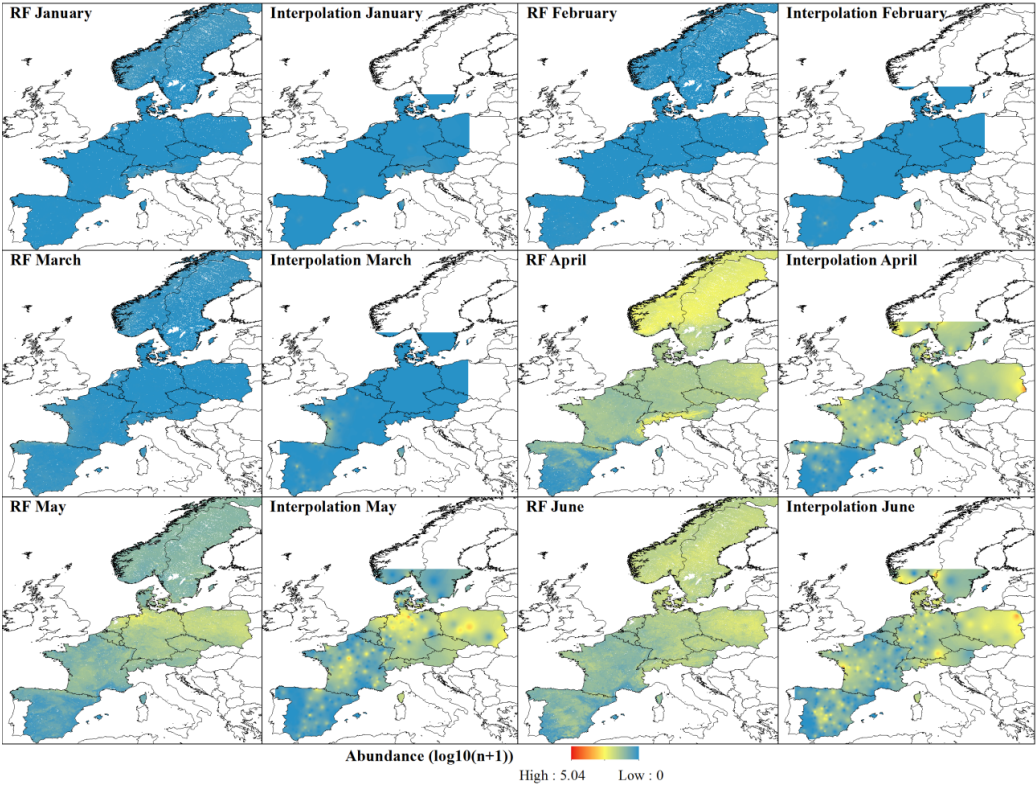 RF January
Interpolation January
RF February
Interpolation February
RF March
Interpolation March
RF April
Interpolation April
RF May
Interpolation May
RF June
Interpolation June
Abundance (log10(n+1))
High : 5.04
Low : 0